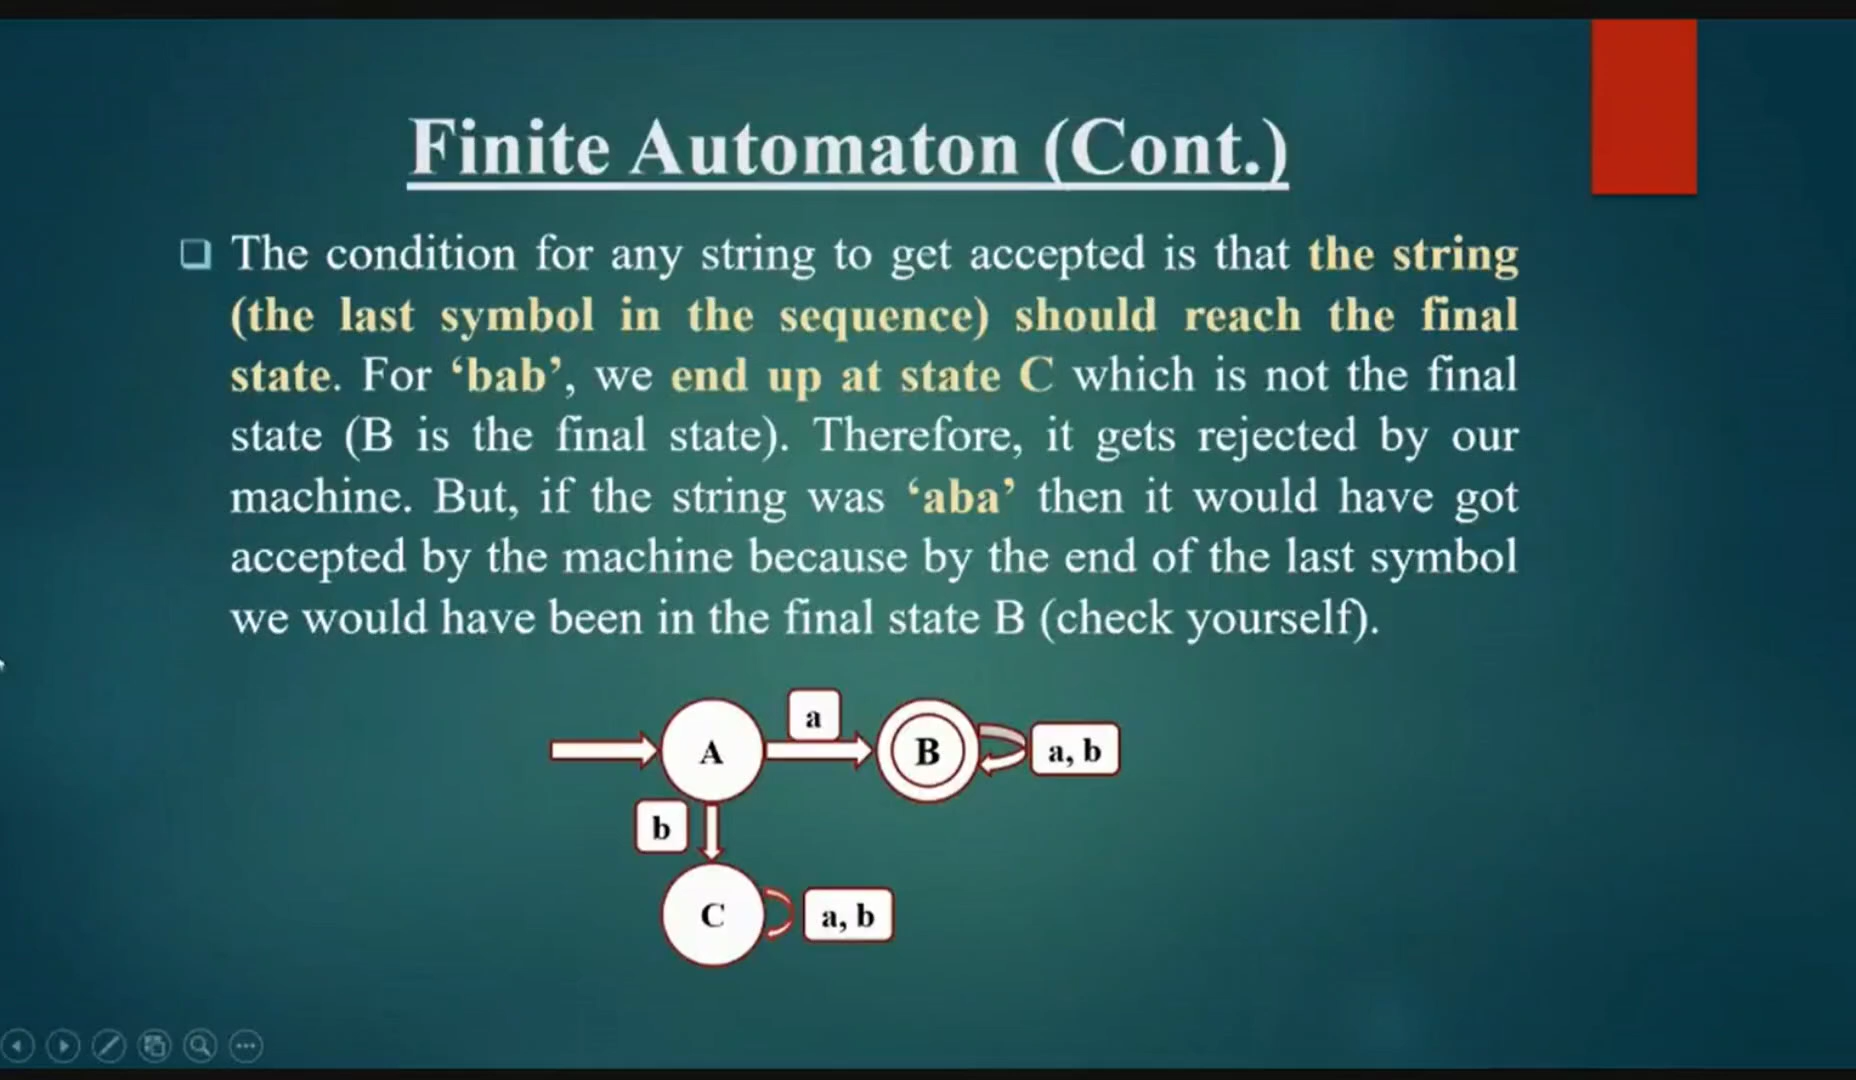 Finite Automaton (Cont.)
The condition for any string to get accepted is that the string
(the last symbol in the sequence) should reach the final
state. For ‘bab’, we end up at state C which is not the final
state (B is the final state). Therefore, it gets rejected by our
machine. But, if the string was ‘aba’ then it would have got
accepted by the machine because by the end of the last symbol
we would have been in the final state B (check yourself).
a
A
B
a, b
b
C
a, b